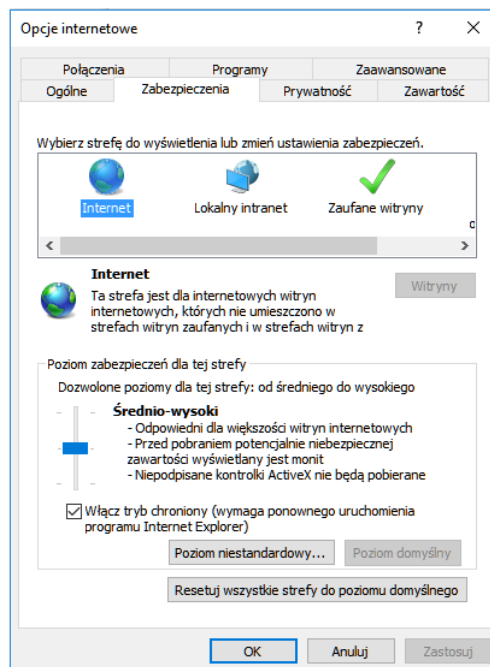 Opcje internetowe
Połączenia Programy Zaawansowane
Ogólne Zabezpieczenia Prywatność Zawartość
Wybierz strefę do wyświetlenia lub zmień ustawienia zabezpieczeń.
Internet Lokalny intranet Zaufane witryny
Internet
Witryny
Ta strefa jest dla internetowych witryn
internetowych, których nie umieszczono w
strefach witryn zaufanych i w strefach witryn z
Poziom zabezpieczeń dla tej strefy
Dozwolone poziomy dla tej strefy: od średniego do wysokiego
Średnio-wysoki
- Odpowiedni dla większości witryn internetowych
- Przed pobraniem potencjalnie niebezpiecznej
zawartości wyświetlany jest monit
- Niepodpisane kontrolki ActiveX nie będą pobierane
Włącz tryb chroniony (wymaga ponownego uruchomienia
programu Internet Explorer)
Poziom niestandardowy... Poziom domyślny
Resetuj wszystkie strefy do poziomu domyślnego
OK Anuluj Zastosuj